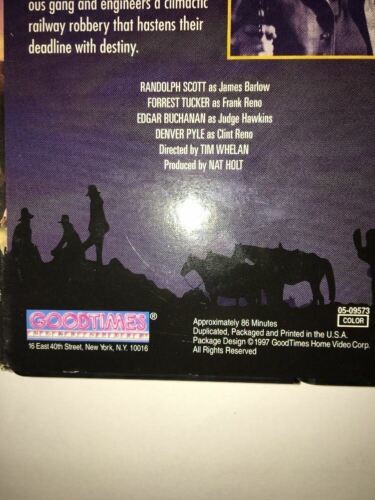 ous gang and engineers a climactic
railway robbery that hastens their
deadline with destiny.
RANDOLPH SCOTT as James Barlow
FORREST TUCKER as Frank Reno
EDGAR BUCHANAN as Judge Hawkins
DENVER PYLE as Clint Reno
Directed by TIM WHELAN
Produced by NAT HOLT
GOODTIMES®
16 East 40th Street, New York, N.Y. 10016
Approximately 86 Minutes
Duplicated, Packaged and Printed in the U.S.A.
Package Design ©1997 GoodTimes Home Video Corp.
All Rights Reserved
05-09573
COLOR